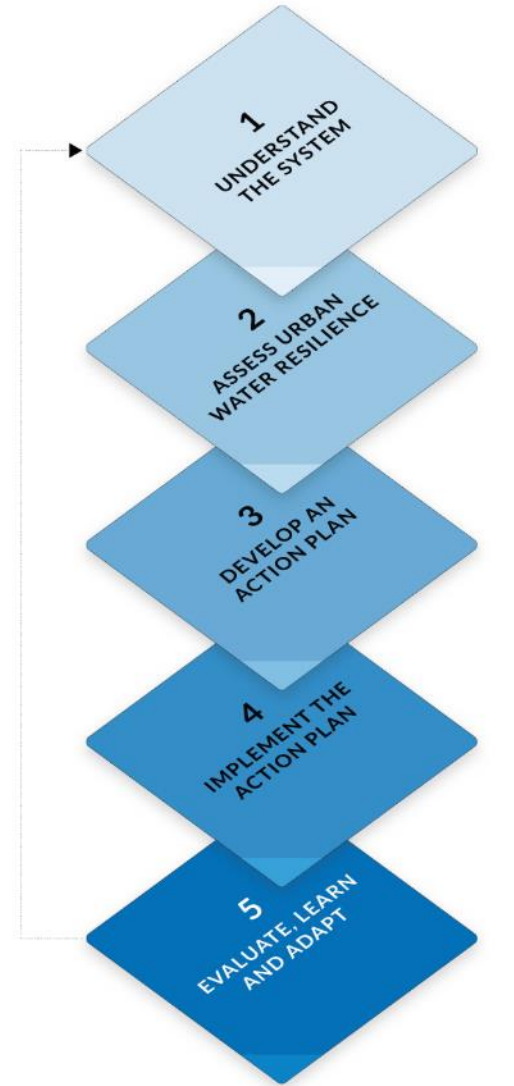 1
UNDERSTAND
THE SYSTEM
2
ASSESS URBAN
WATER RESILIENCE
3
DEVELOP AN
ACTION PLAN
4
IMPLEMENT THE
ACTION PLAN
5
EVALUATE, LEARN
AND ADAPT